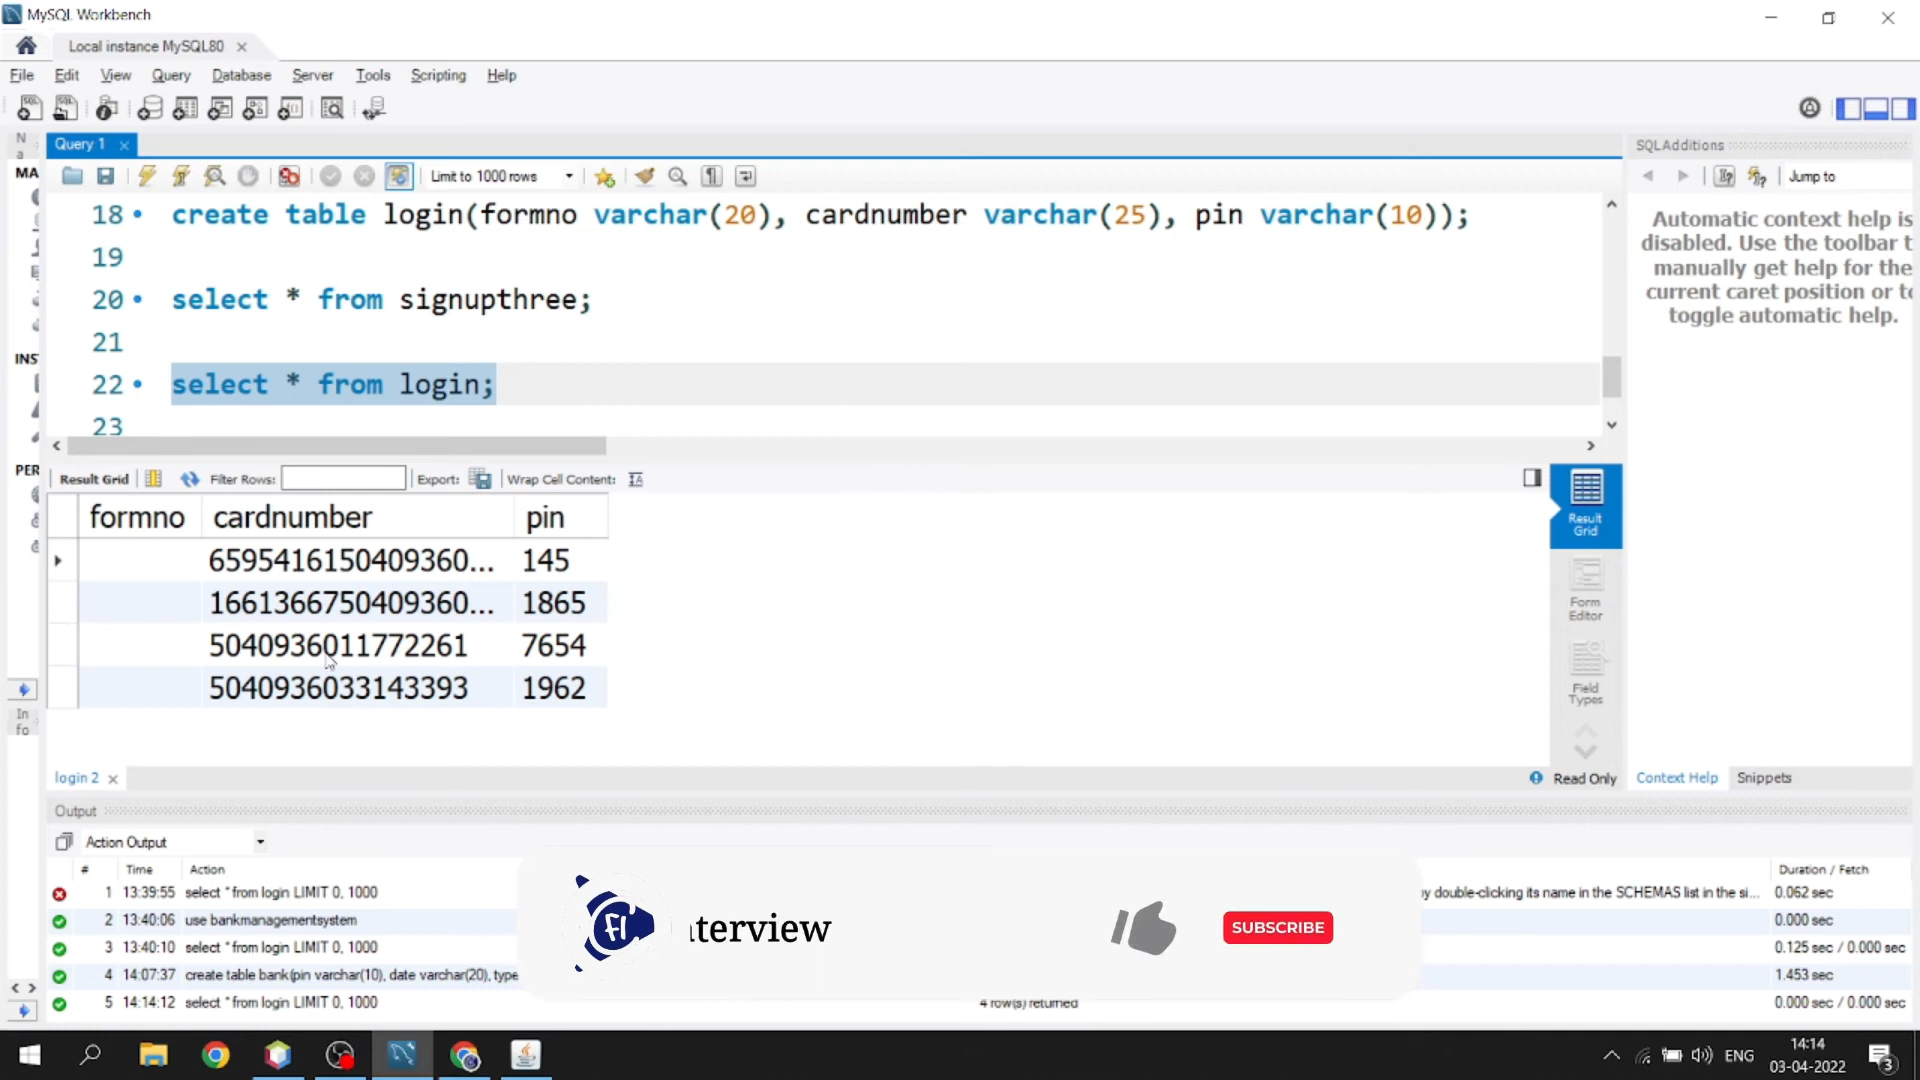 MySQL Workbench
Local instance MySQL80
File Edit View Query Database Server Tools Scripting Help
Query 1
SQLAdditions
Limit to 1000 rows
Jump to
18 create table login(formno varchar(20), cardnumber varchar(25), pin varchar(10));
19
20 select * from signupthree;
21
22 select * from login;
23
Automatic context help is
disabled. Use the toolbar t
manually get help for the
current caret position or to
toggle automatic help.
N
a
MA
INS
PER
In
fo
Result Grid Filter Rows: Export: Wrap Cell Content:
formno cardnumber pin
6595416150409360... 145
1661366750409360... 1865
5040936011772261 7654
5040936033143393 1962
Result
Grid
Form
Editor
Field
Types
login 2
Read Only
Context Help Snippets
Output
Action Output
# Time Action Duration / Fetch
1 13:39:55 select * from login LIMIT 0, 1000 y double-clicking its name in the SCHEMAS list in the si... 0.062 sec
2 13:40:06 use bankmanagementsystem 0.000 sec
3 13:40:10 select * from login LIMIT 0, 1000 0.125 sec / 0.000 sec
4 14:07:37 create table bank(pin varchar(10), date varchar(20), type 1.453 sec
5 14:14:12 select * from login LIMIT 0, 1000 4 row(s) returned 0.000 sec / 0.000 sec
terview
SUBSCRIBE
ENG
14:14
03-04-2022
3